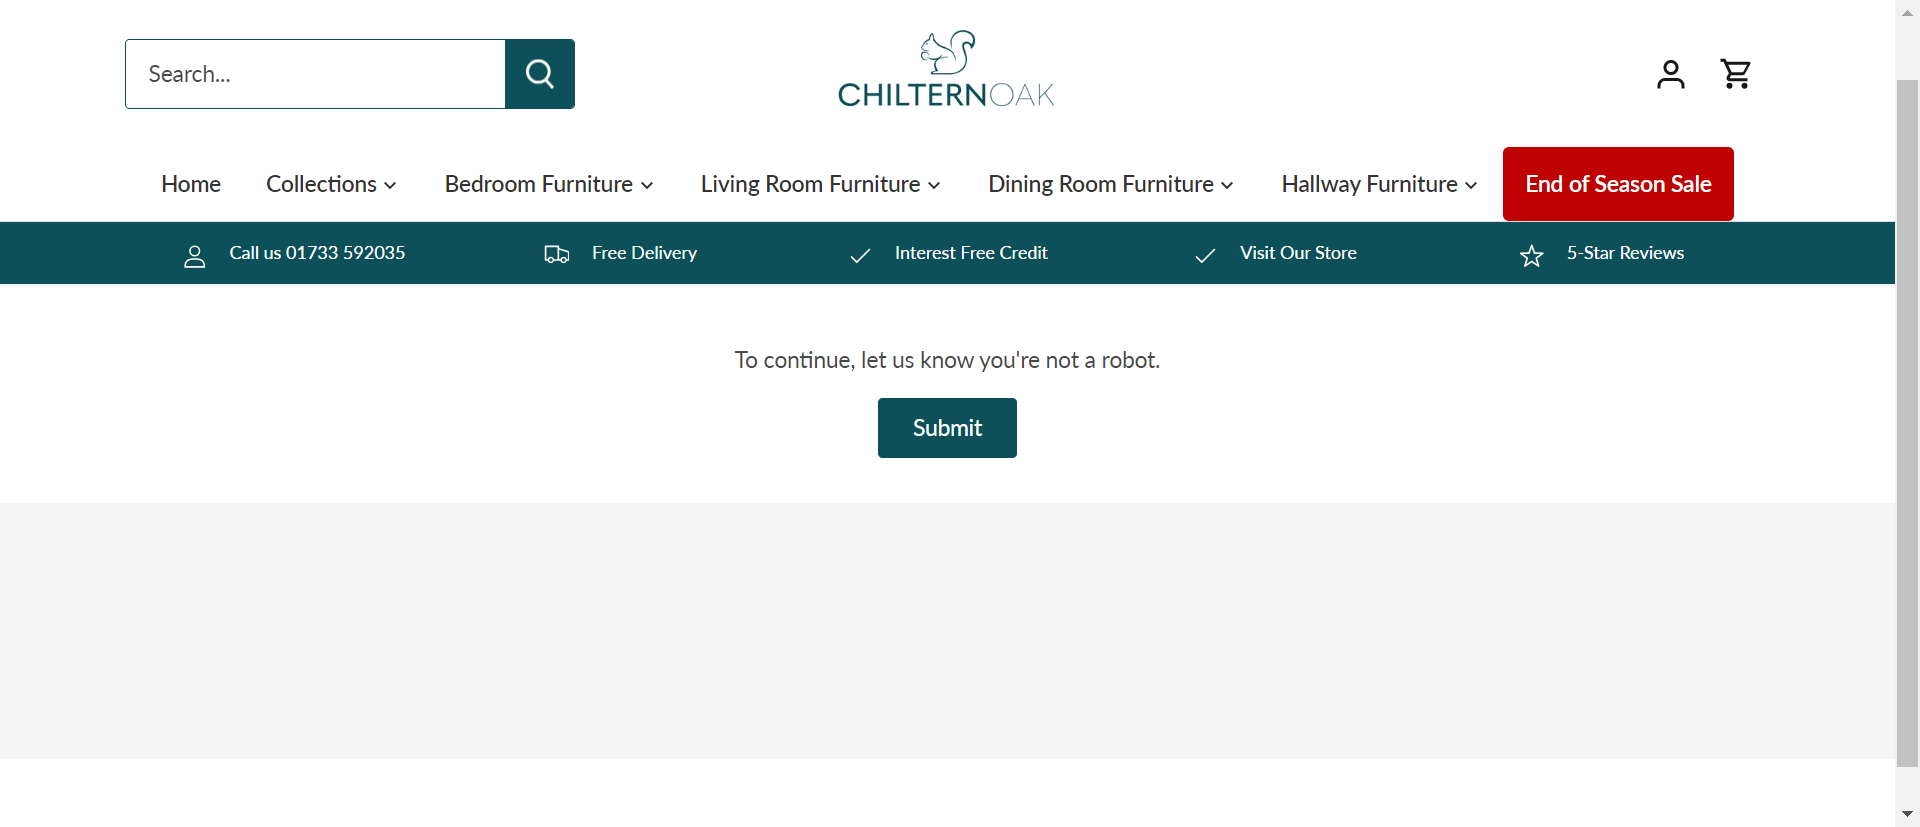 Search...
CHILTERNOAK
Home
Collections
Bedroom Furniture
Living Room Furniture
Dining Room Furniture
Hallway Furniture
End of Season Sale
Call us 01733 592035
Free Delivery
Interest Free Credit
Visit Our Store
5-Star Reviews
To continue, let us know you're not a robot.
Submit